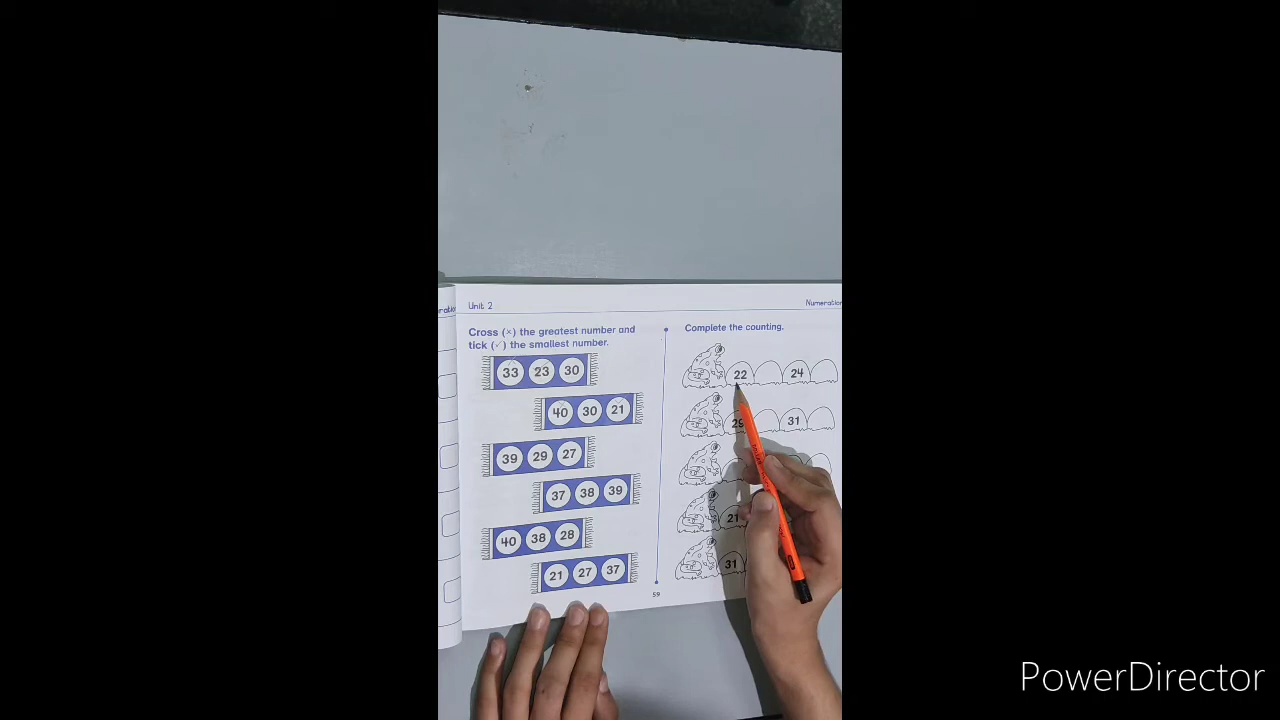 Unit 2
Numeration
Cross (×) the greatest number and
tick (✓) the smallest number.
33 23 30
40 30 21
39 29 27
37 38 39
40 38 28
21 27 37
59
Complete the counting.
22 24
29 31
21
31
PowerDirector